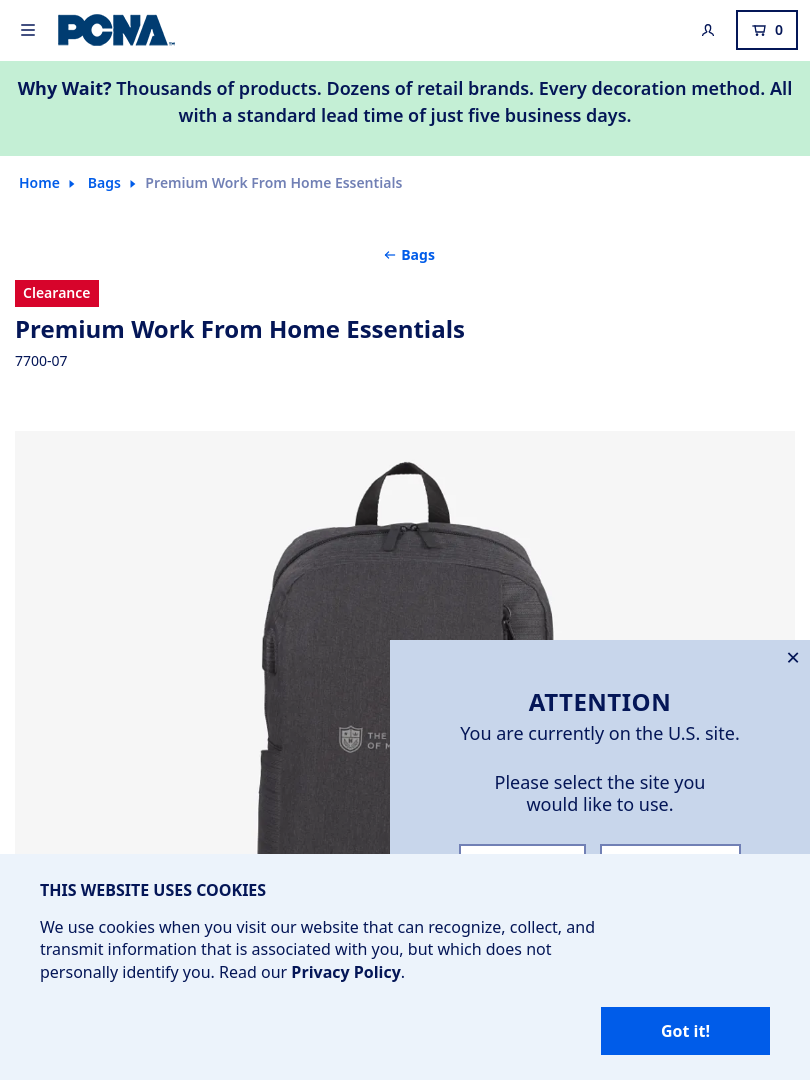 PCNA
0
Why Wait? Thousands of products. Dozens of retail brands. Every decoration method. All
with a standard lead time of just five business days.
Home Bags Premium Work From Home Essentials
← Bags
Clearance
Premium Work From Home Essentials
7700-07
THE
OF M
×
ATTENTION
You are currently on the U.S. site.
Please select the site you
would like to use.
THIS WEBSITE USES COOKIES
We use cookies when you visit our website that can recognize, collect, and
transmit information that is associated with you, but which does not
personally identify you. Read our Privacy Policy.
Got it!